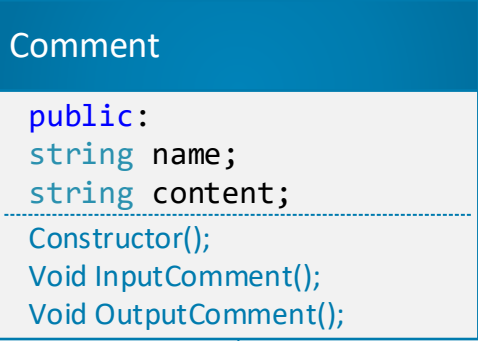 Comment
public:
string name;
string content;
Constructor();
Void InputComment();
Void OutputComment();